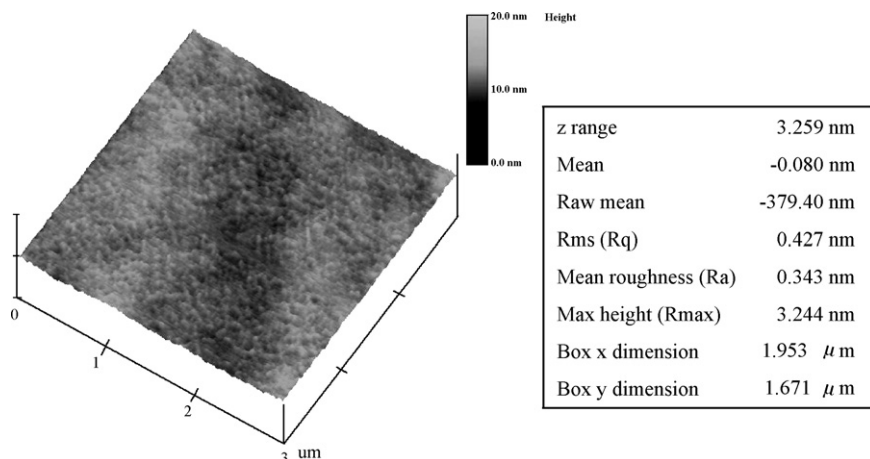 20.0 nm
Height
10.0 nm
0.0 nm
0
1
2
3
um
z range 3.259 nm
Mean -0.080 nm
Raw mean -379.40 nm
Rms (Rq) 0.427 nm
Mean roughness (Ra) 0.343 nm
Max height (Rmax) 3.244 nm
Box x dimension 1.953 μm
Box y dimension 1.671 μm